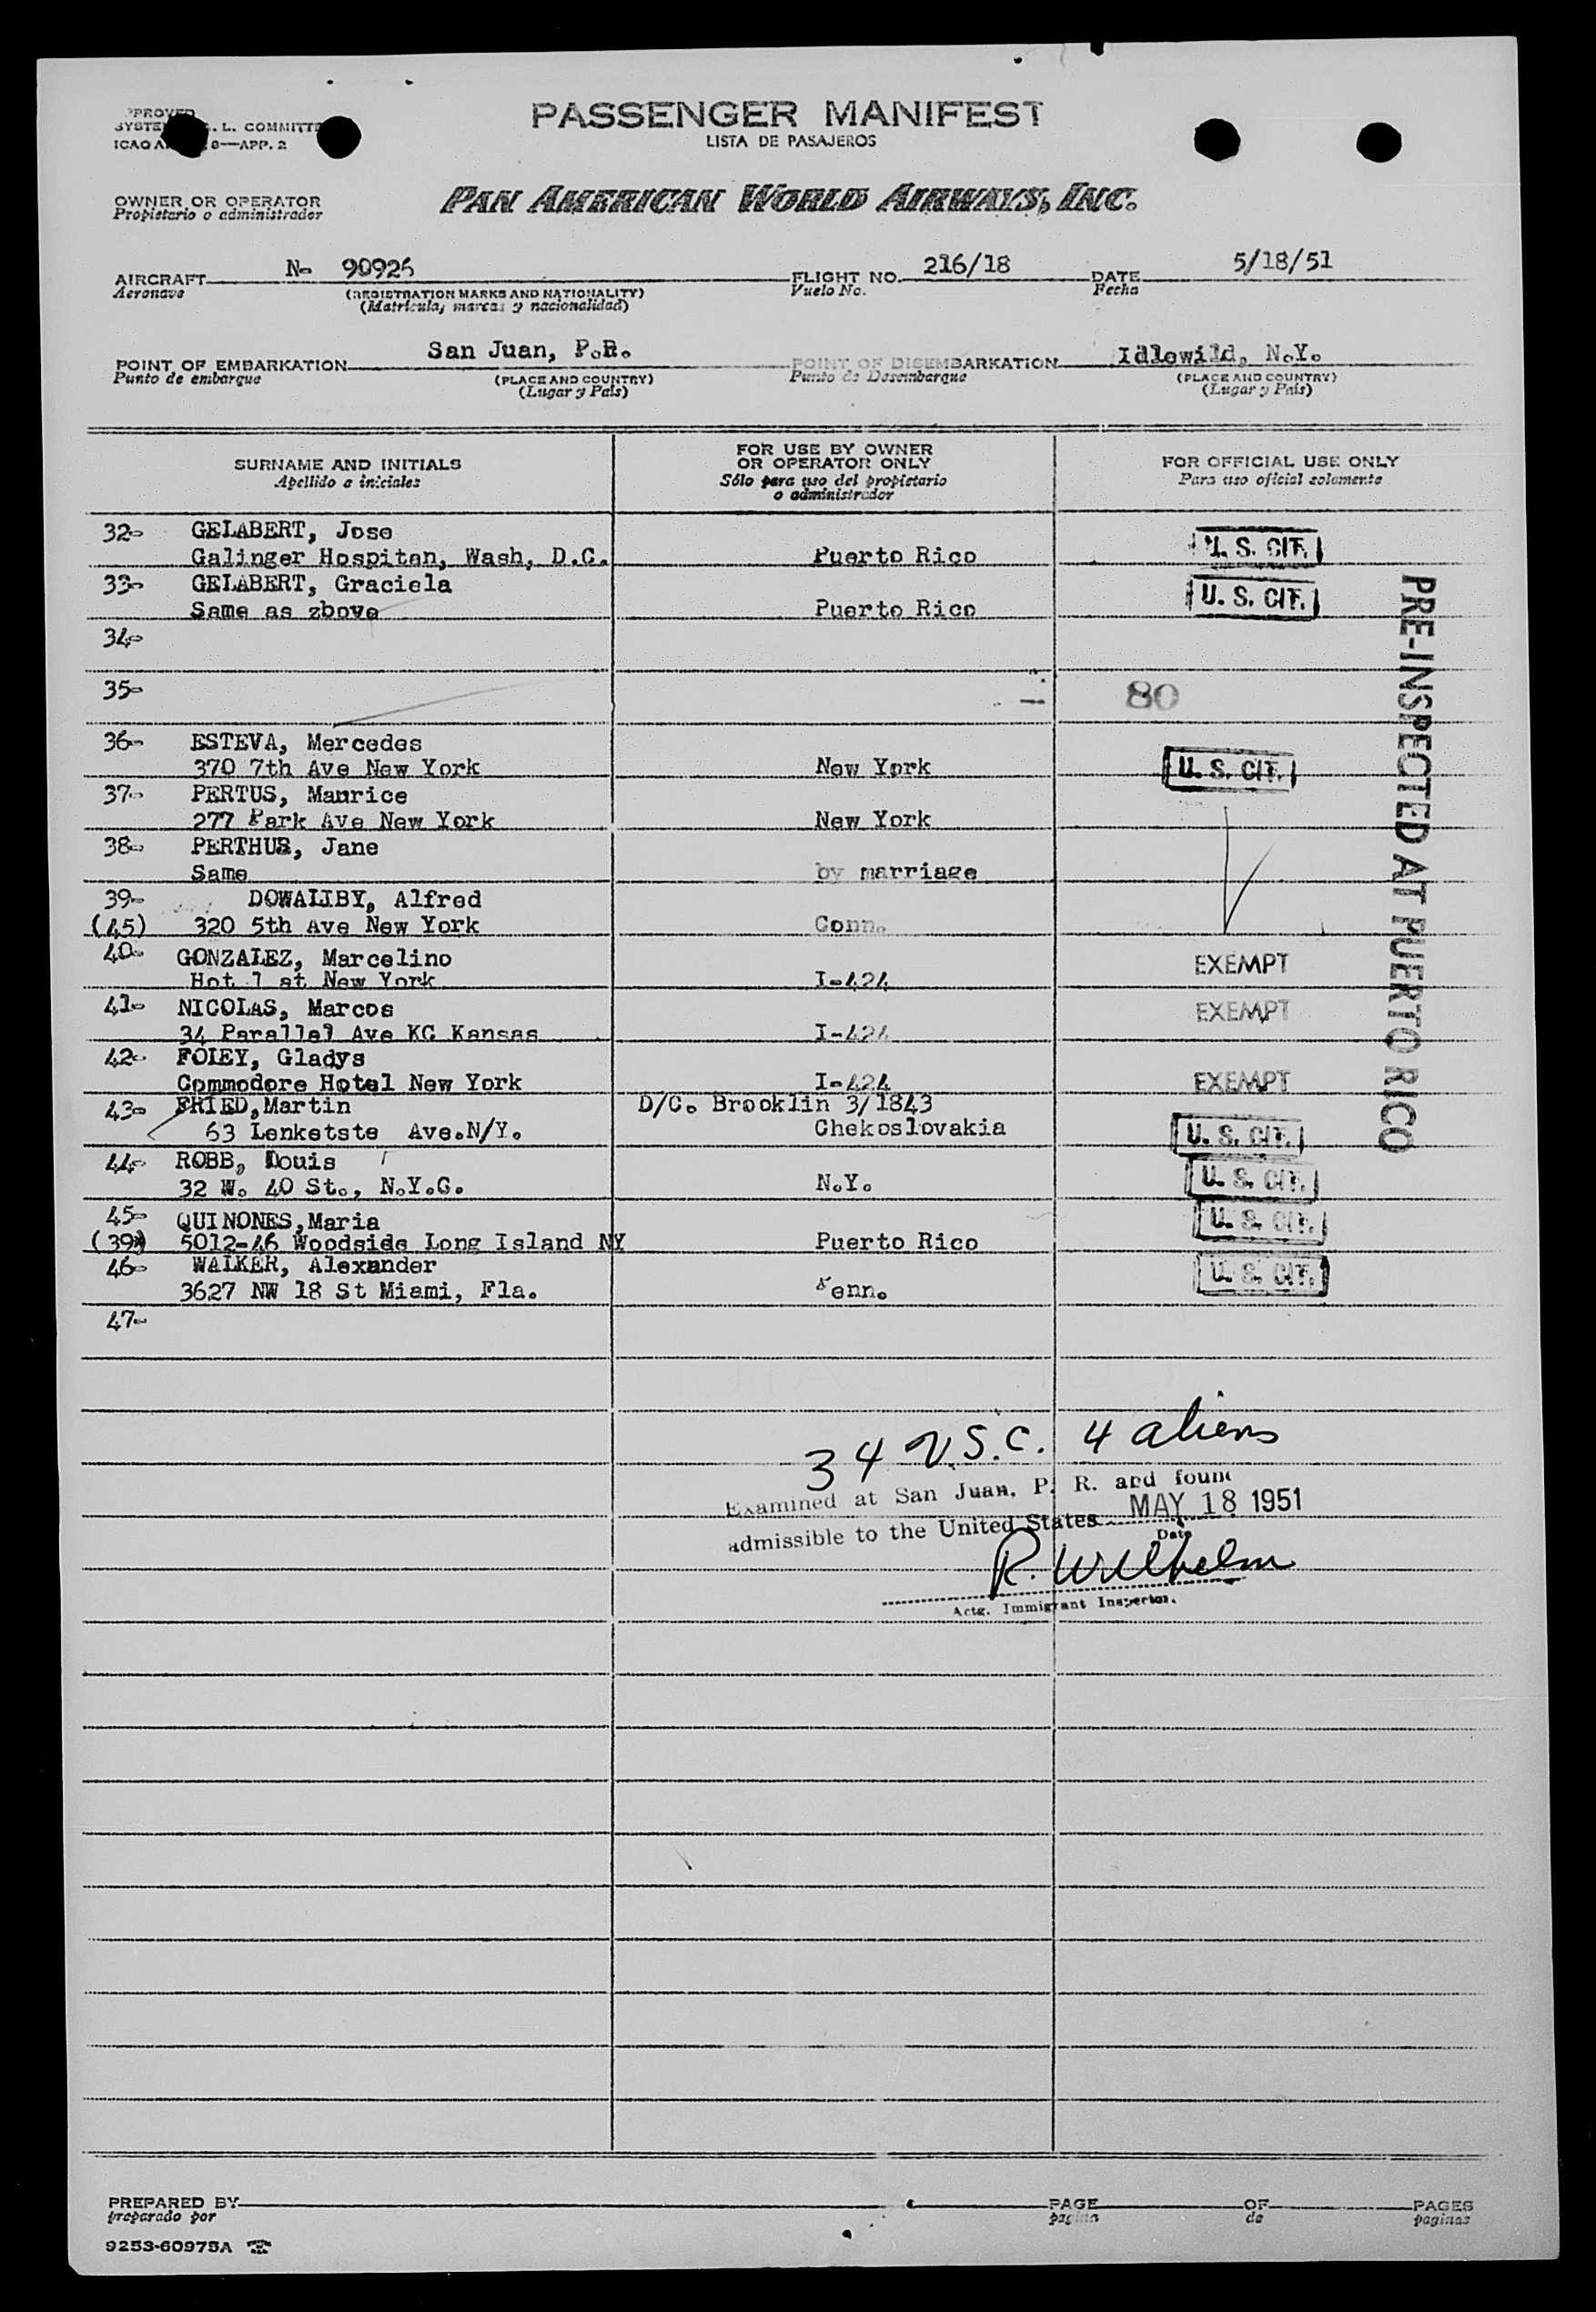 PASSENGER MANIFEST
LISTA DE PASAJEROS
L. COMMITTE
8—APP. 2
OWNER OR OPERATOR
Propietario o administrador
PAN AMERICAN WORLD AIRWAYS, INC.
AIRCRAFT N- 90926 FLIGHT NO. 216/18 DATE 5/18/51
Aeronave (REGISTRATION MARKS AND NATIONALITY) Vuelo No. Fecha
(Matrícula, marcas y nacionalidad)
POINT OF EMBARKATION San Juan, P.R. POINT OF DISEMBARKATION Idlewild, N.Y.
Punto de embarque (PLACE AND COUNTRY) Punto de Desembarque (PLACE AND COUNTRY)
(Lugar y País) (Lugar y País)
SURNAME AND INITIALS
Apellido e iniciales
FOR USE BY OWNER
OR OPERATOR ONLY
Sólo para uso del propietario
o administrador
FOR OFFICIAL USE ONLY
Para uso oficial solamente
32- GELABERT, Jose
Galinger Hospitan, Wash, D.C. Puerto Rico U. S. CIT.
33- GELABERT, Graciela
Same as zbove Puerto Rico U. S. CIT.
34-
35- 80
36- ESTEVA, Mercedes
370 7th Ave New York New York U. S. CIT.
37- PERTUS, Maurice
277 Park Ave New York New York
38- PERTHUS, Jane
Same by marriage
39- DOWALIBY, Alfred
(45) 320 5th Ave New York Conn.
40- GONZALEZ, Marcelino EXEMPT
Hot l at New York I-424
41- NICOLAS, Marcos EXEMPT
34 Parallel Ave KC Kansas I-424
42- FOLEY, Gladys
Commodore Hotel New York I-424 EXEMPT
43- FRIED,Martin D/C. Brooklin 3/1843
63 Lenketste Ave.N/Y. Chekoslovakia U. S. CIT.
44- ROBB, Louis
32 W. 40 St., N.Y.C. N.Y. U. S. CIT.
45- QUINONES,Maria U. S. CIT.
(39) 5012-46 Woodside Long Island NY Puerto Rico
46- WALKER, Alexander U. S. CIT.
3627 NW 18 St Miami, Fla. Penn.
47-
PRE-INSPECTED AT PUERTO RICO
34 U.S.C. 4 aliens
Examined at San Juan, P. R. and found
admissible to the United States MAY 18 1951
Date
R. Wilhelm
Actg. Immigrant Inspector.
PREPARED BY PAGE OF PAGES
preparado por pagina de paginas
9253-60975A